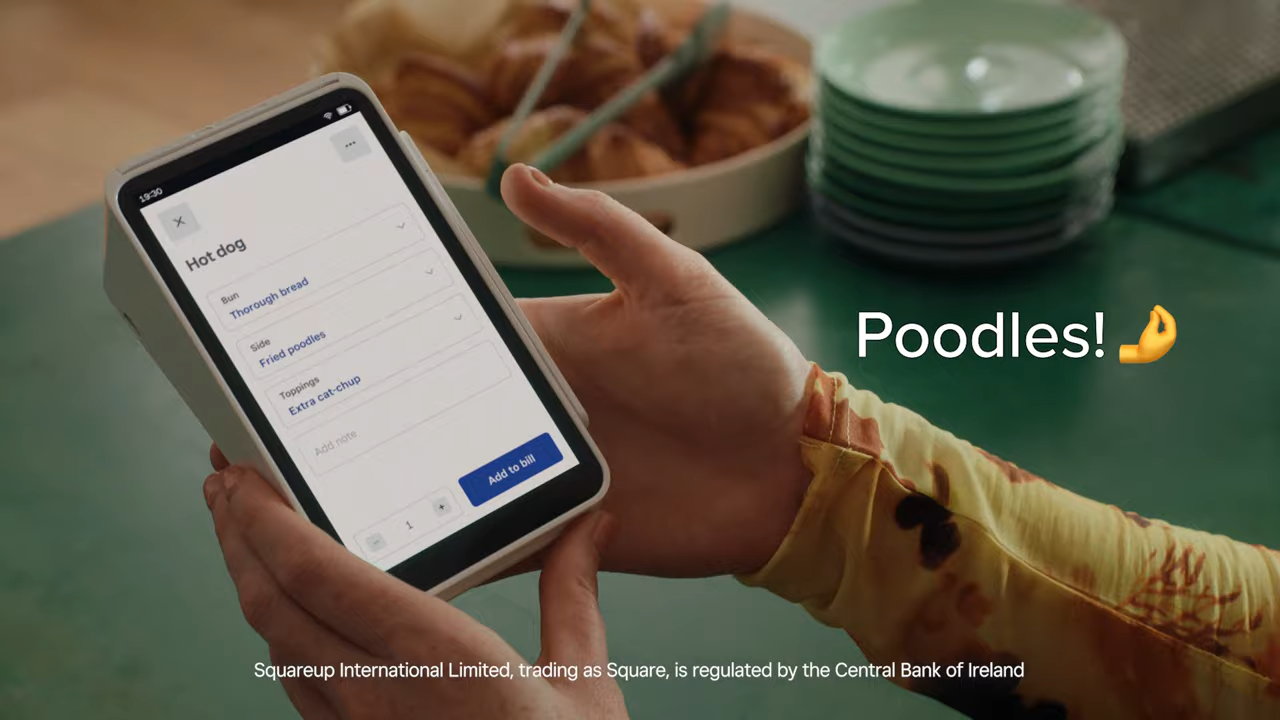 19:30
Hot dog
Bun
Thorough bread
Side
Fried poodles
Toppings
Extra cat-chup
Add note
1
Add to bill
Poodles! 🤌
Squareup International Limited, trading as Square, is regulated by the Central Bank of Ireland